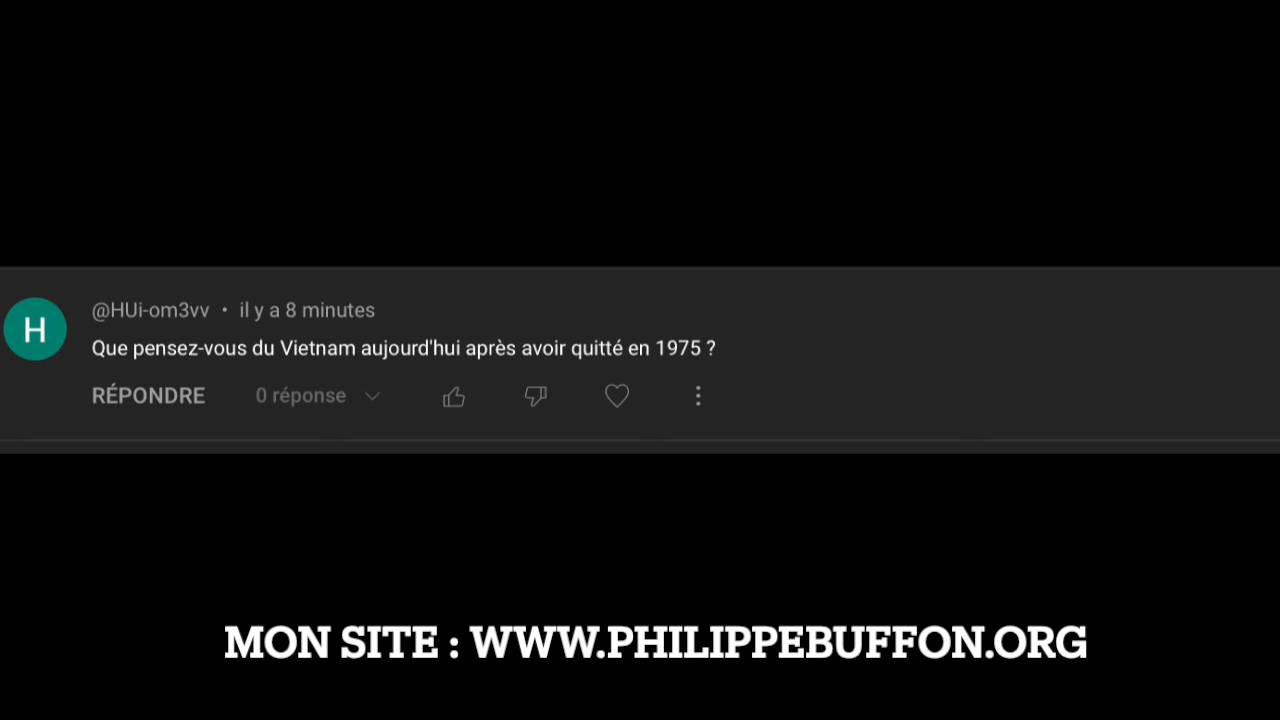 H
@HUi-om3vv • il y a 8 minutes
Que pensez-vous du Vietnam aujourd'hui après avoir quitté en 1975 ?
RÉPONDRE 0 réponse
MON SITE : WWW.PHILIPPEBUFFON.ORG